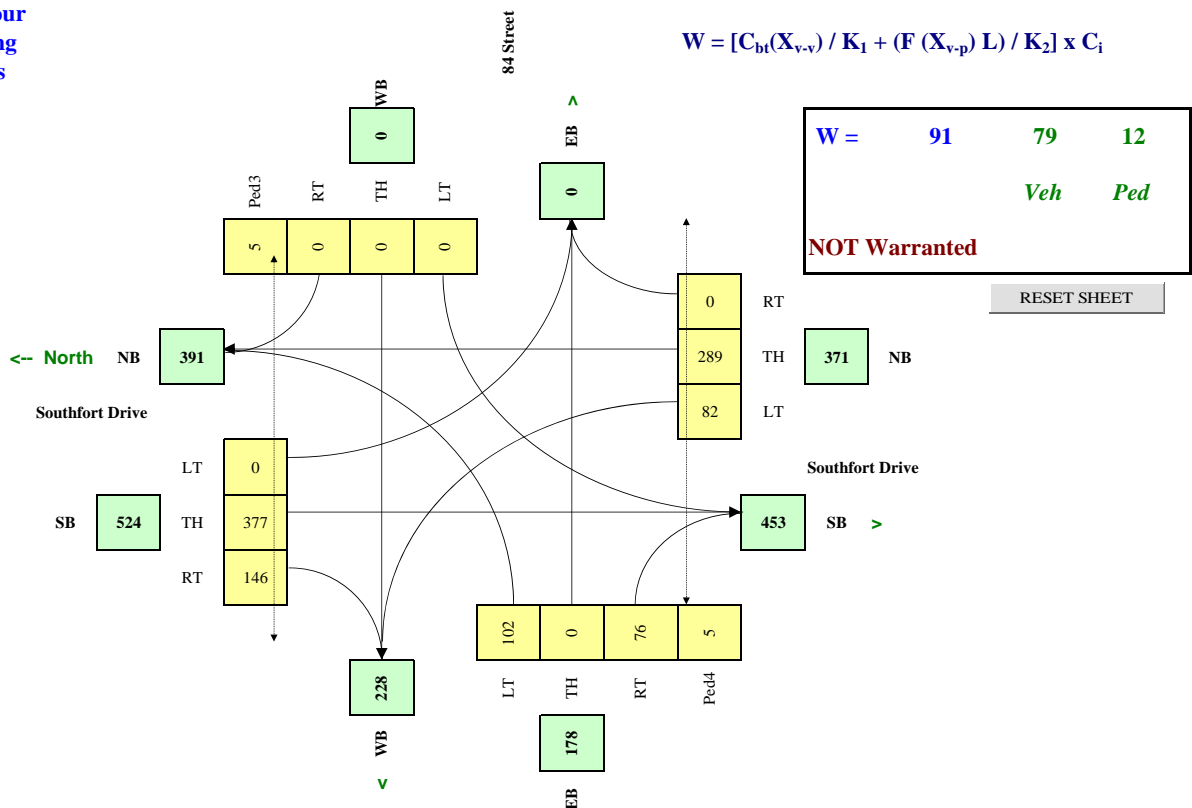 our
ng
s
84 Street
W = [Cbt(Xv-v) / K1 + (F (Xv-p) L) / K2] x Ci
WB
0
^
EB
0
W = 91 79 12
Veh Ped
NOT Warranted
RESET SHEET
Ped3 RT TH LT
5 0 0 0
0 RT
289 TH 371 NB
82 LT
<-- North NB 391
Southfort Drive
Southfort Drive
LT 0
SB 524 TH 377
RT 146
453 SB >
102 0 76 5
LT TH RT Ped4
228
WB
v
178
EB